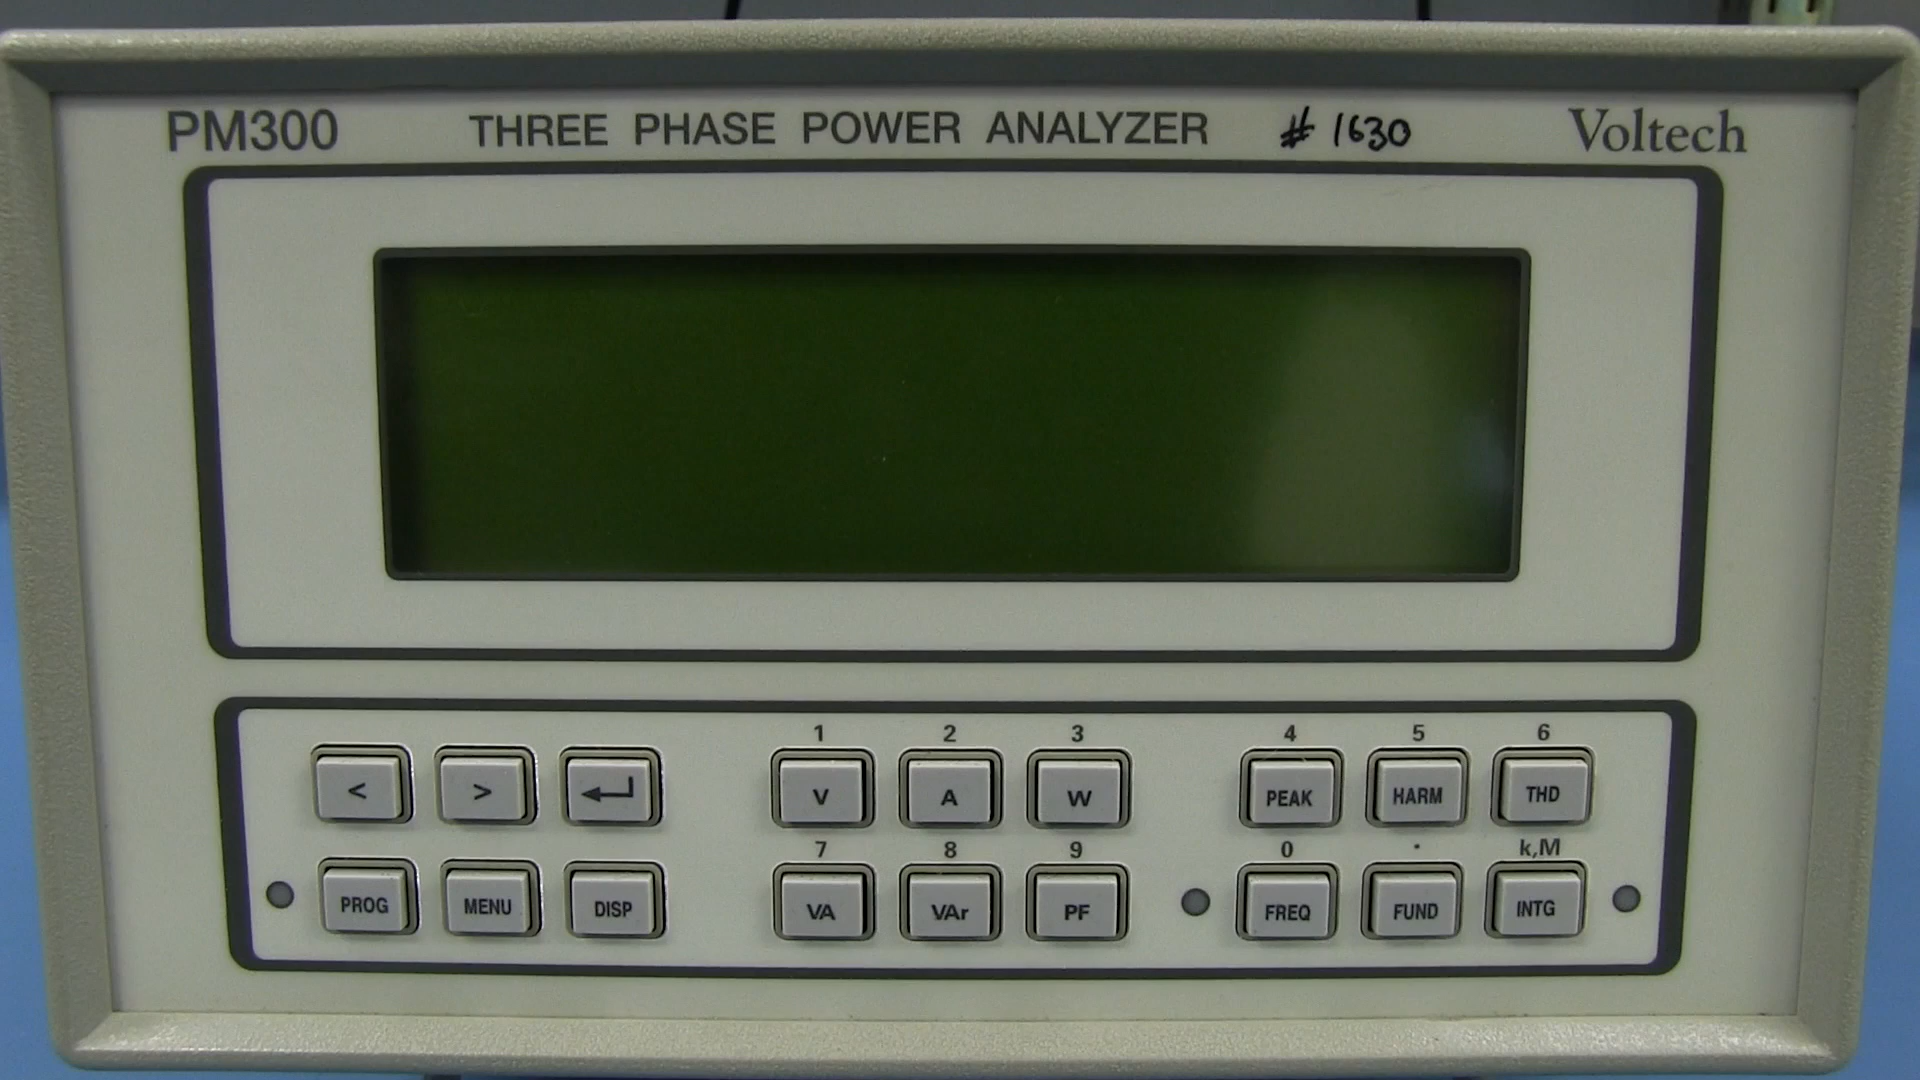 PM300 THREE PHASE POWER ANALYZER # 1630 Voltech
1 2 3 4 5 6
< > V A W PEAK HARM THD
7 8 9 0 . k,M
PROG MENU DISP VA VAr PF FREQ FUND INTG